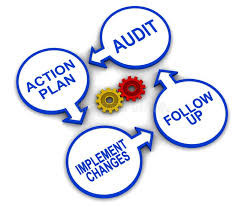 AUDIT
ACTION
PLAN
IMPLEMENT
CHANGES
FOLLOW
UP